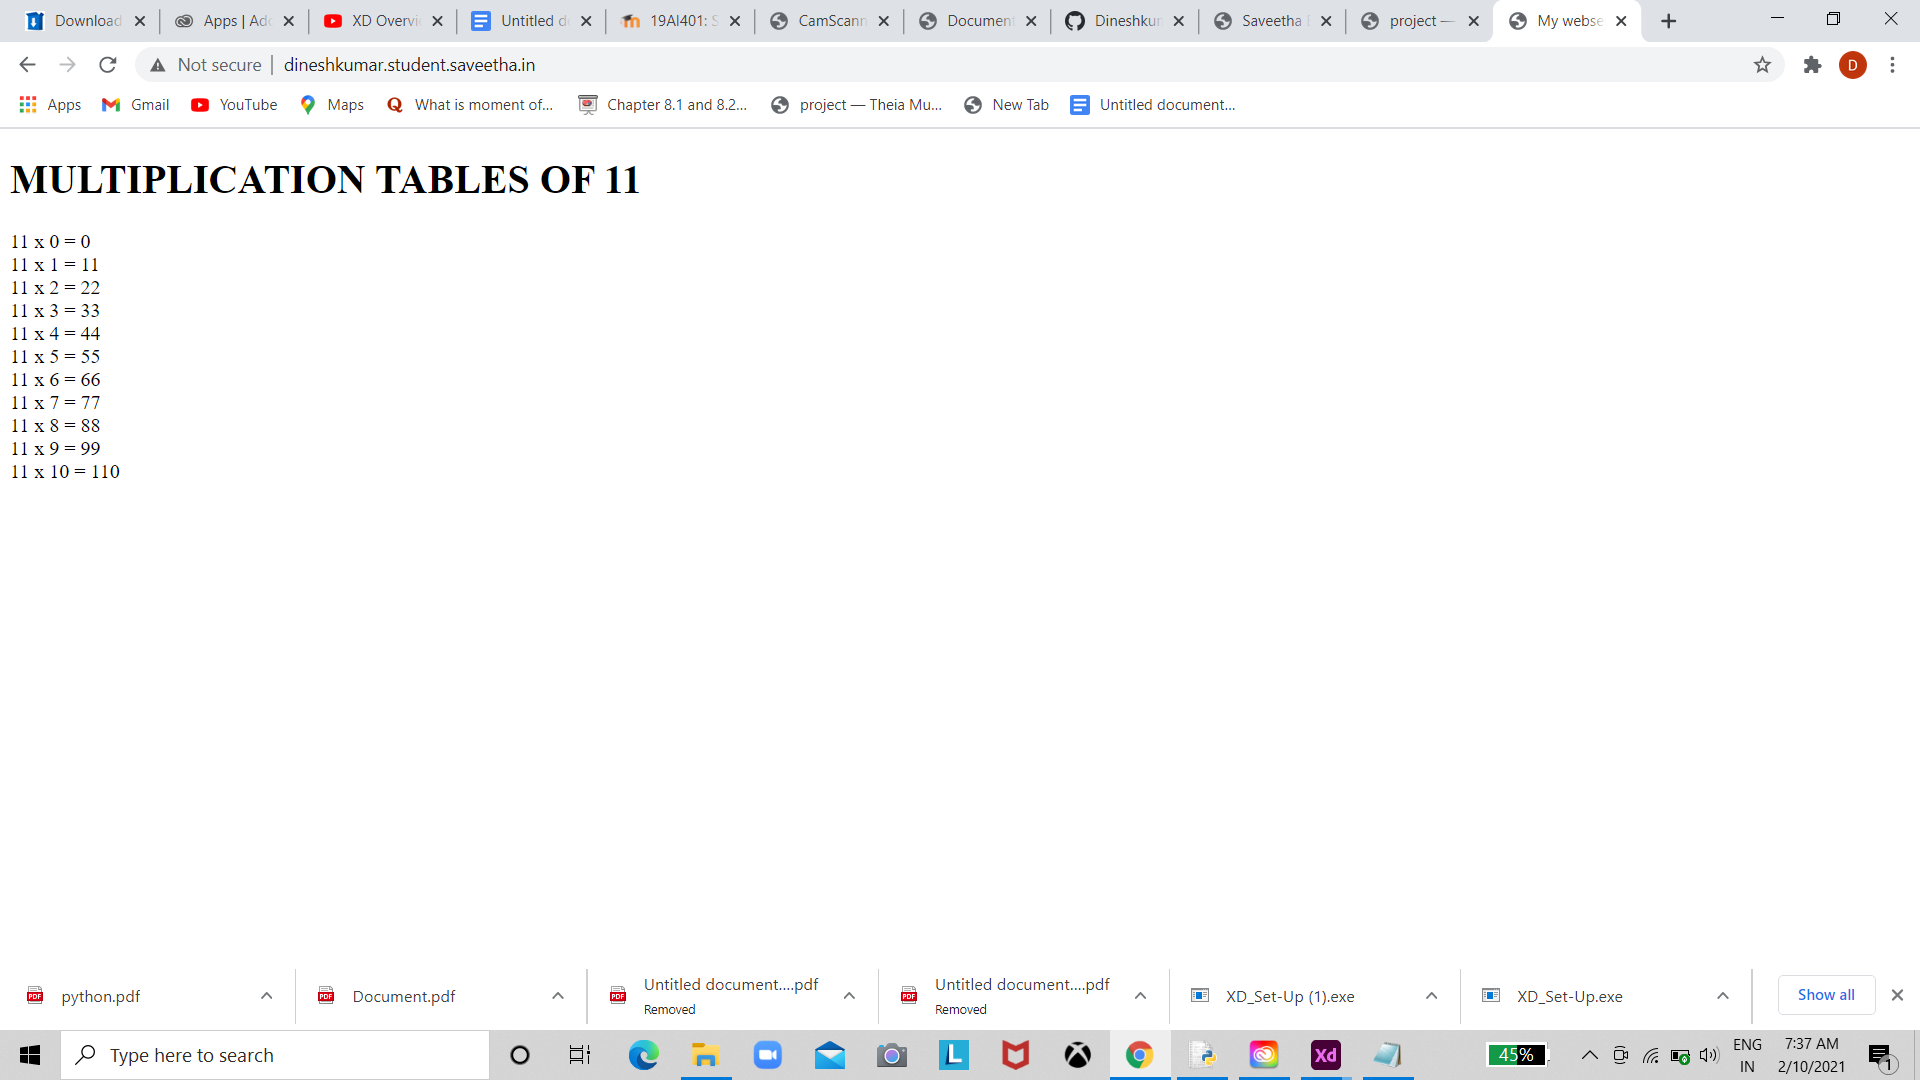 Download
Apps | Ad
XD Overvi
Untitled d
19AI401: S
CamScann
Document
Dineshkur
Saveetha
project —
My webse
Not secure
dineshkumar.student.saveetha.in
D
Apps
Gmail
YouTube
Maps
What is moment of...
Chapter 8.1 and 8.2...
project — Theia Mu...
New Tab
Untitled document...
MULTIPLICATION TABLES OF 11
11 x 0 = 0
11 x 1 = 11
11 x 2 = 22
11 x 3 = 33
11 x 4 = 44
11 x 5 = 55
11 x 6 = 66
11 x 7 = 77
11 x 8 = 88
11 x 9 = 99
11 x 10 = 110
python.pdf
Document.pdf
Untitled document....pdf
Removed
Untitled document....pdf
Removed
XD_Set-Up (1).exe
XD_Set-Up.exe
Show all
Type here to search
L
Xd
45%
ENG
IN
7:37 AM
2/10/2021
1